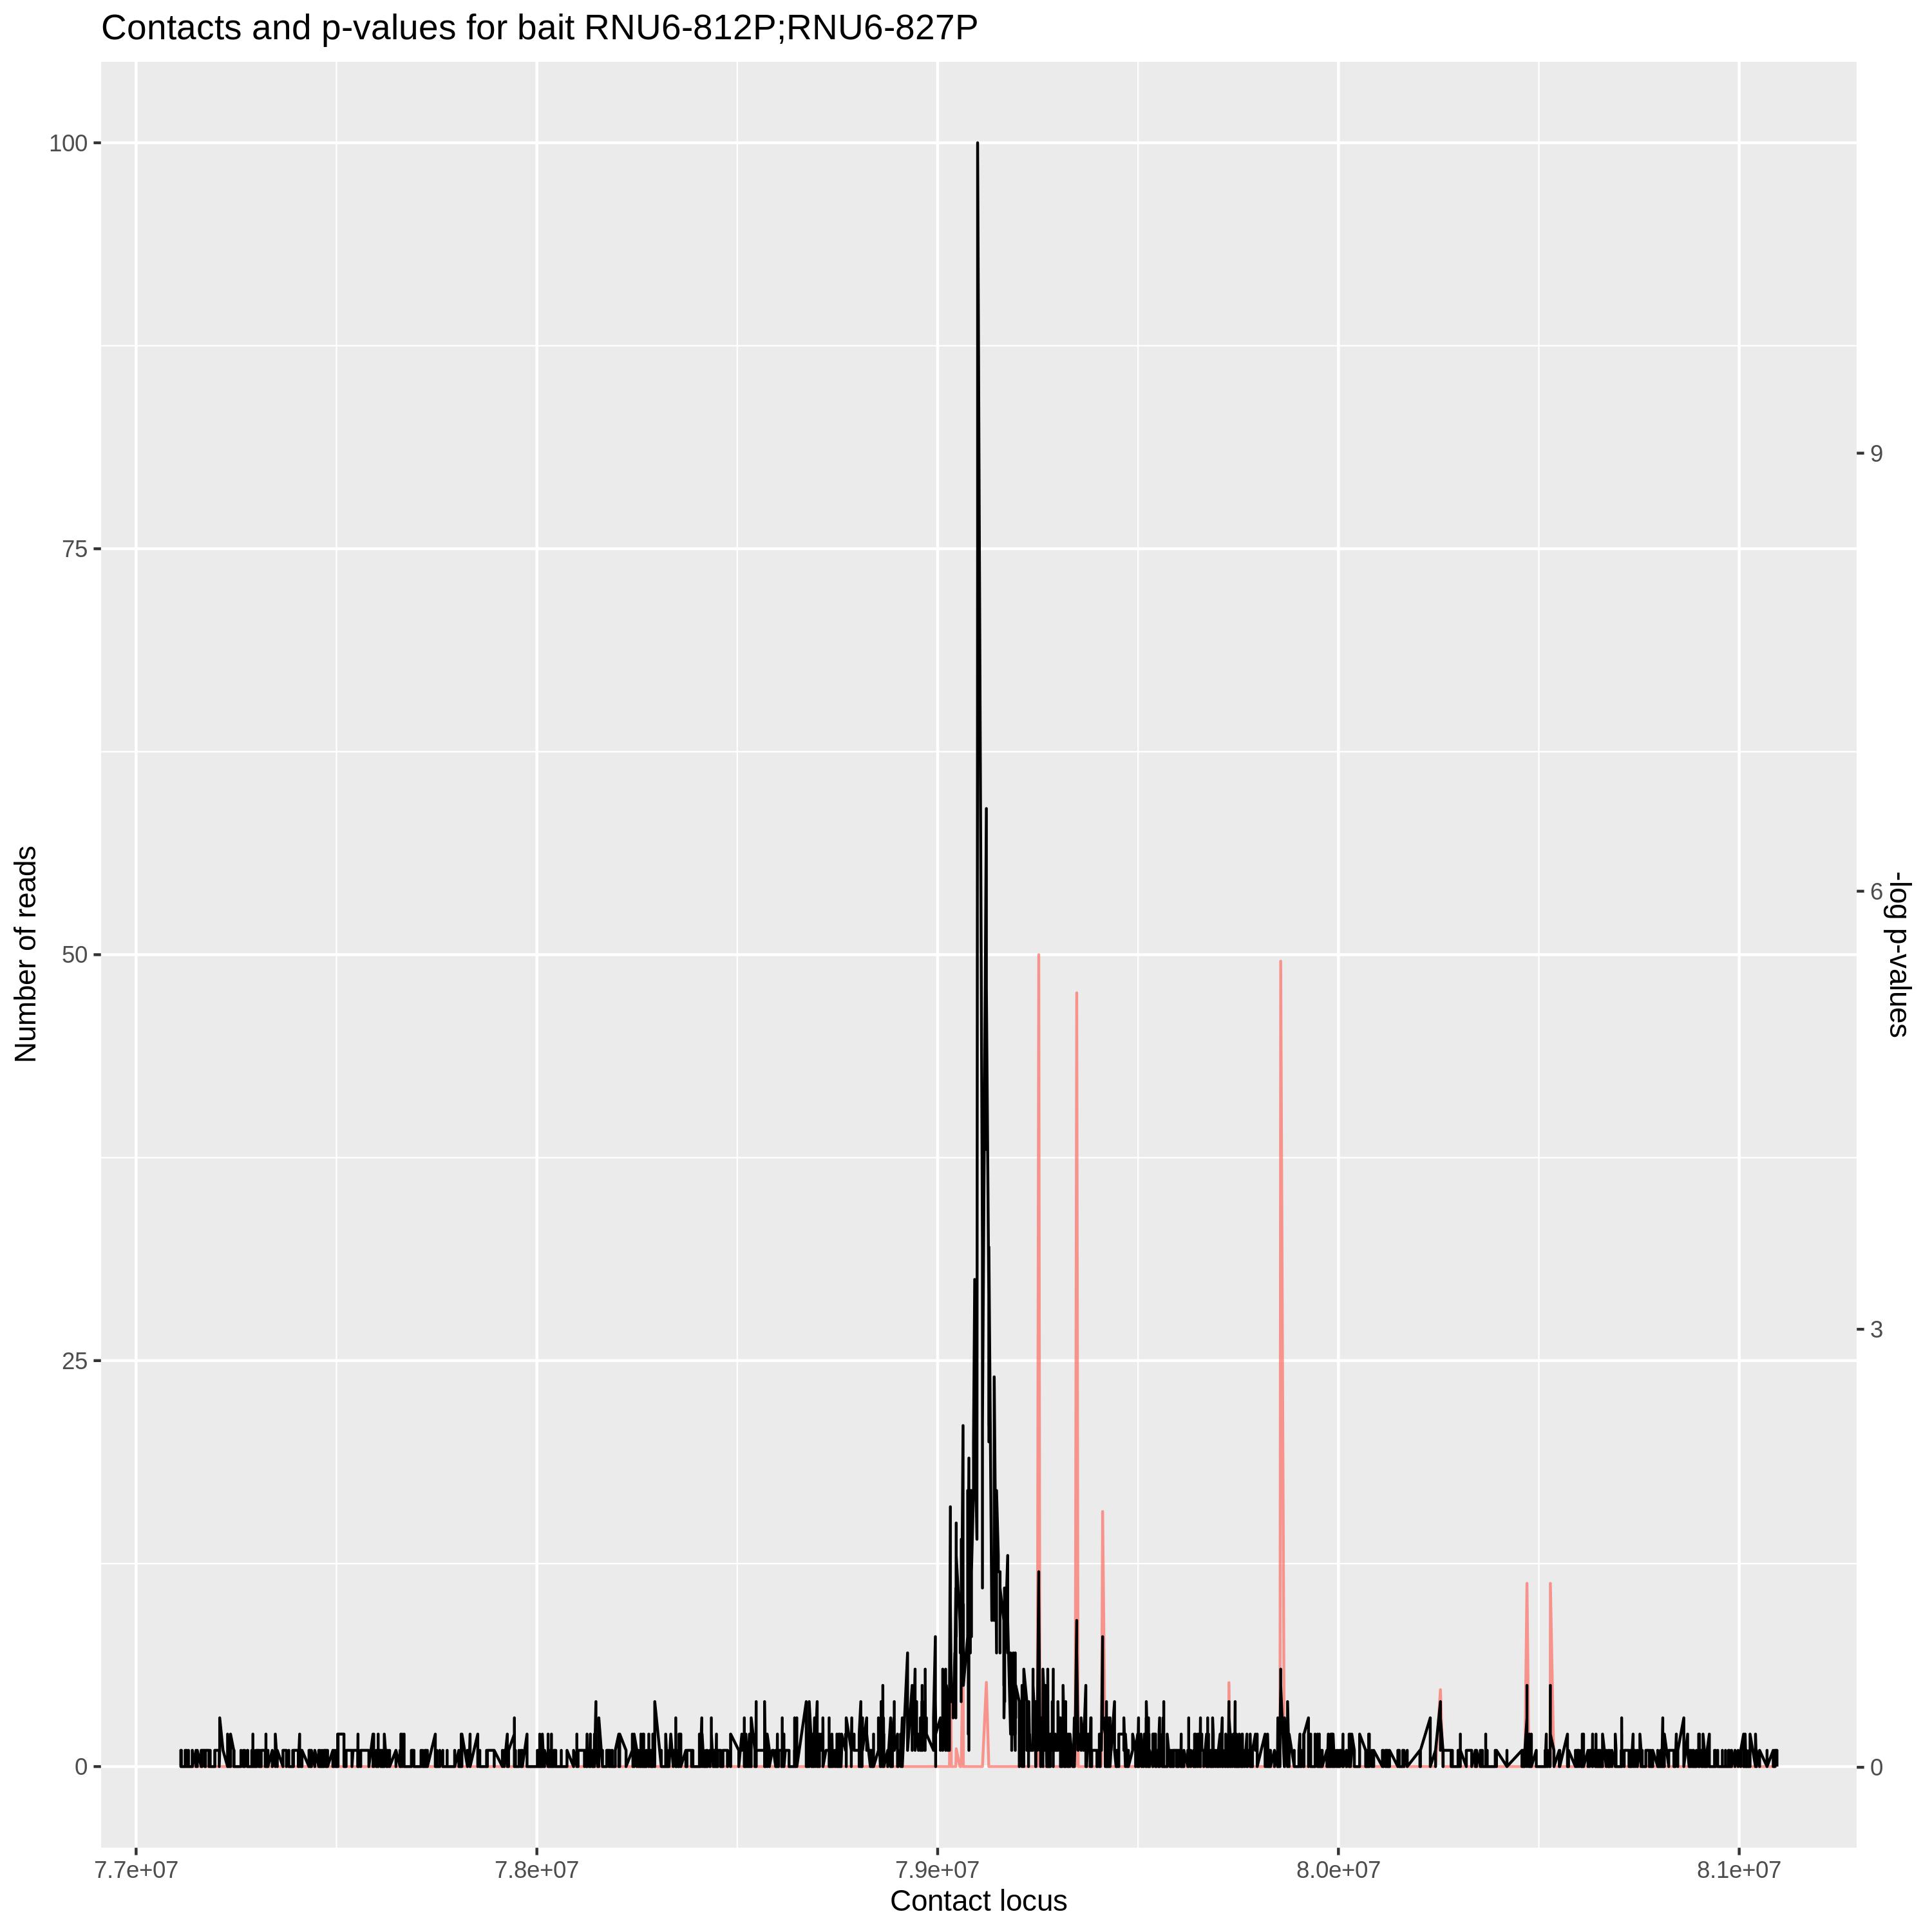 Contacts and p-values for bait RNU6-812P;RNU6-827P
100
75
50
25
0
Number of reads
9
6
3
0
-log p-values
7.7e+07
7.8e+07
7.9e+07
8.0e+07
8.1e+07
Contact locus